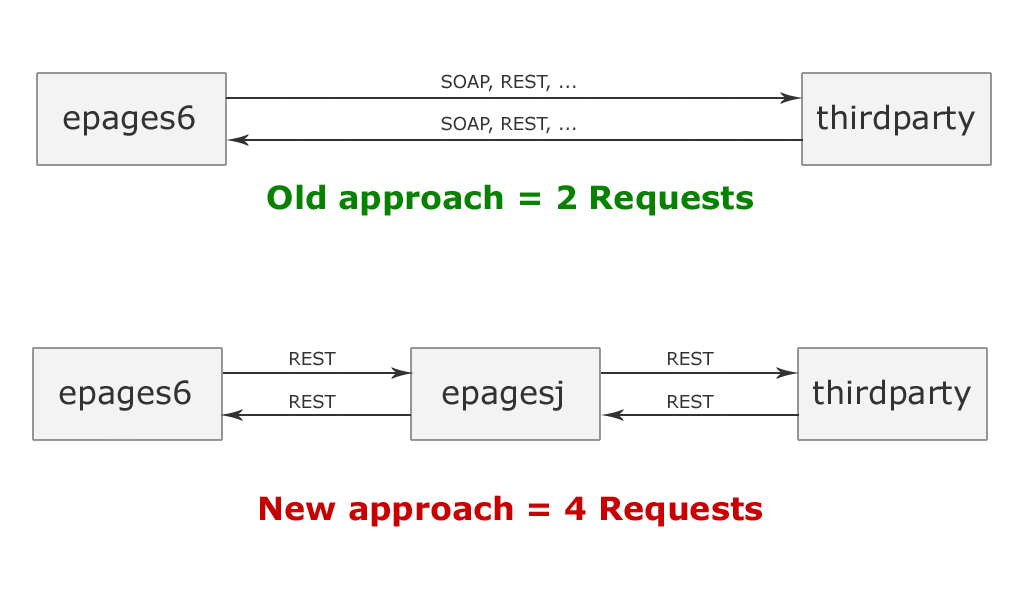 SOAP, REST, ...
epages6
thirdparty
SOAP, REST, ...
Old approach = 2 Requests
REST
REST
epages6
epagesj
thirdparty
REST
REST
New approach = 4 Requests